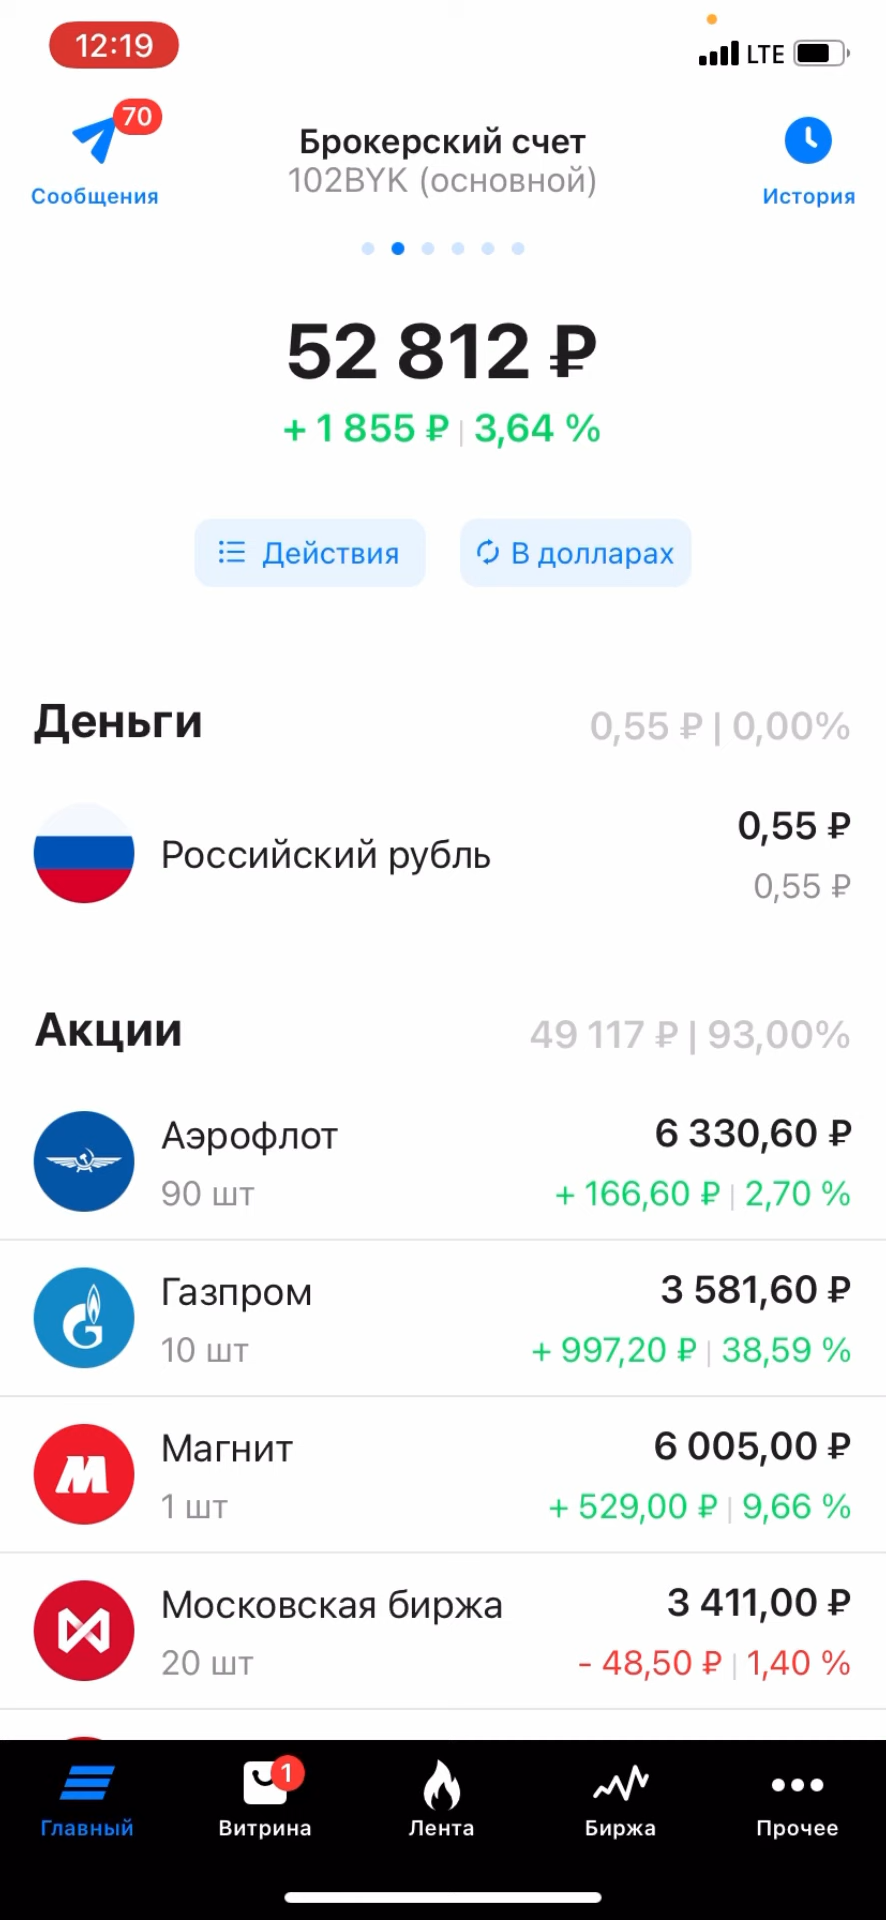 12:19
LTE
70
Сообщения
Брокерский счет
102BYK (основной)
История
52 812 ₽
+ 1 855 ₽ | 3,64 %
Действия
В долларах
Деньги
0,55 ₽ | 0,00%
Российский рубль
0,55 ₽
0,55 ₽
Акции
49 117 ₽ | 93,00%
Аэрофлот
6 330,60 ₽
90 шт
+ 166,60 ₽ | 2,70 %
Газпром
3 581,60 ₽
10 шт
+ 997,20 ₽ | 38,59 %
Магнит
6 005,00 ₽
1 шт
+ 529,00 ₽ | 9,66 %
Московская биржа
3 411,00 ₽
20 шт
- 48,50 ₽ | 1,40 %
1
Главный
Витрина
Лента
Биржа
Прочее